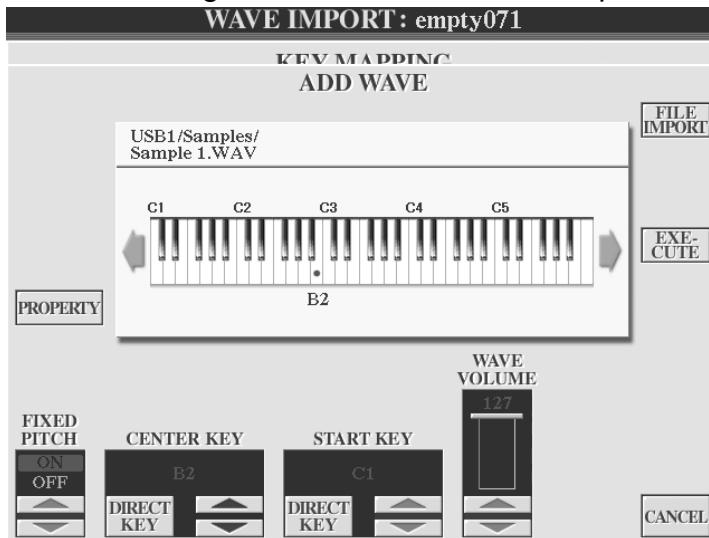 WAVE IMPORT: empty071
KEY MAPPING
ADD WAVE
FILE
IMPORT
USB1/Samples/
Sample 1.WAV
C1 C2 C3 C4 C5
EXE-
CUTE
B2
PROPERTY
WAVE
VOLUME
127
FIXED
PITCH
CENTER KEY
START KEY
ON
OFF
B2
C1
DIRECT
KEY
DIRECT
KEY
CANCEL